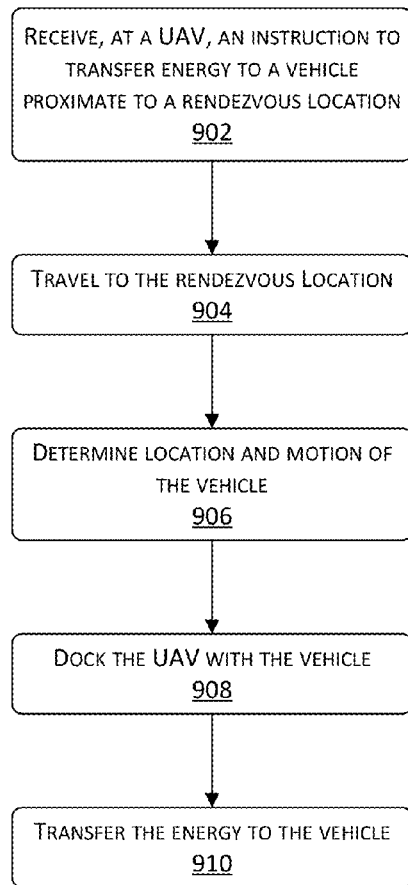 RECEIVE, AT A UAV, AN INSTRUCTION TO
TRANSFER ENERGY TO A VEHICLE
PROXIMATE TO A RENDEZVOUS LOCATION
902
TRAVEL TO THE RENDEZVOUS LOCATION
904
DETERMINE LOCATION AND MOTION OF
THE VEHICLE
906
DOCK THE UAV WITH THE VEHICLE
908
TRANSFER THE ENERGY TO THE VEHICLE
910